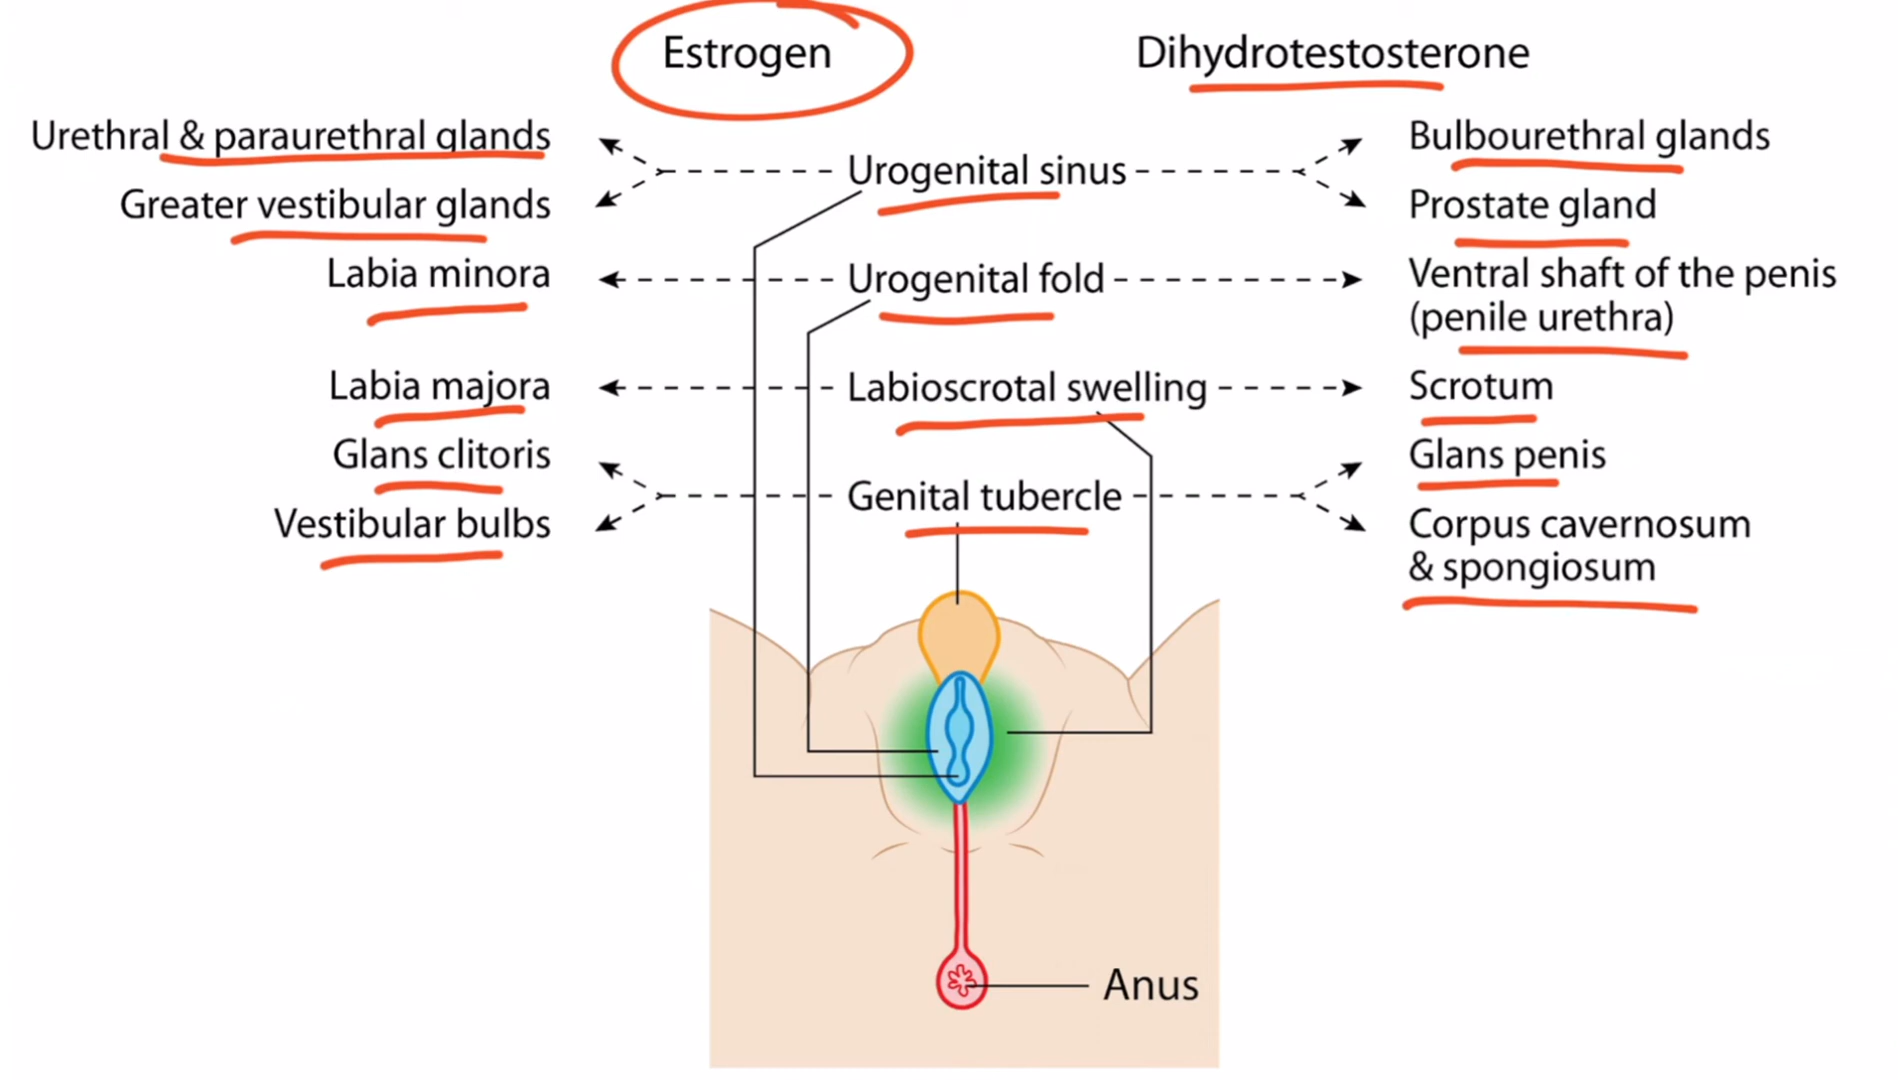 Estrogen
Dihydrotestosterone
Urethral & paraurethral glands
Urogenital sinus
Bulbourethral glands
Greater vestibular glands
Prostate gland
Labia minora
Urogenital fold
Ventral shaft of the penis
(penile urethra)
Labia majora
Labioscrotal swelling
Scrotum
Glans clitoris
Genital tubercle
Glans penis
Vestibular bulbs
Corpus cavernosum
& spongiosum
Anus